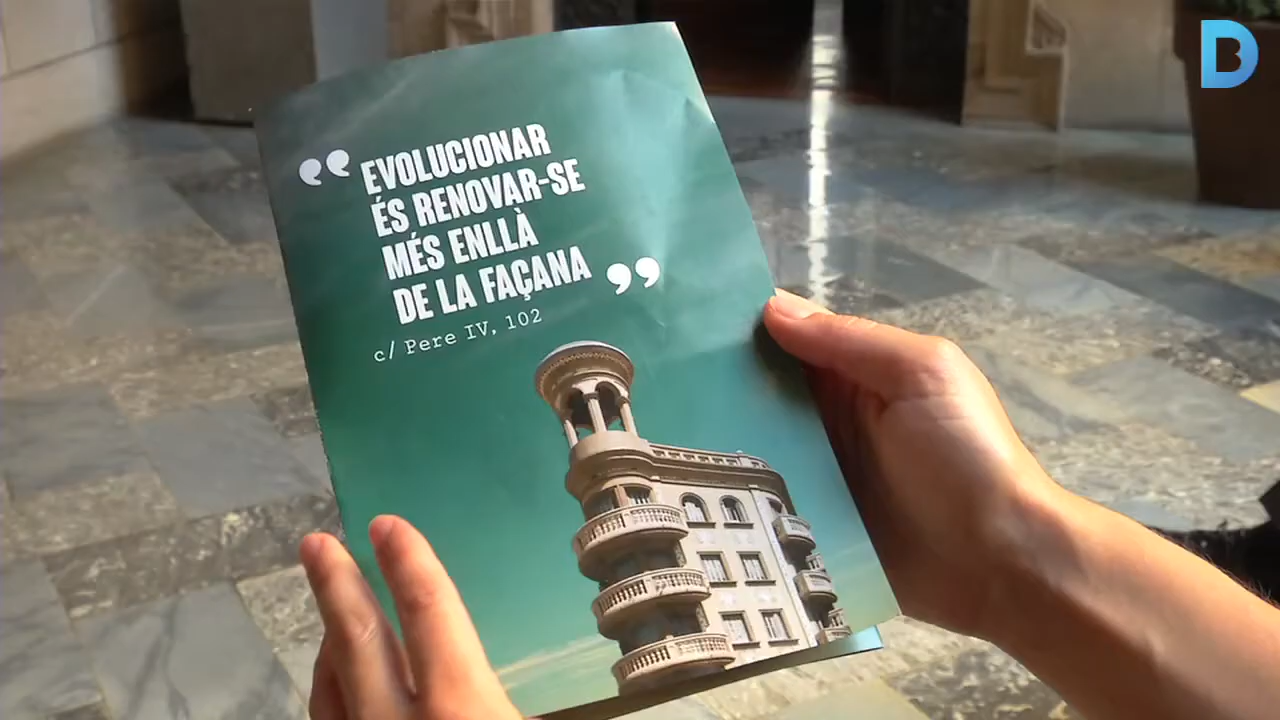 “ EVOLUCIONAR
ÉS RENOVAR-SE
MÉS ENLLÀ
DE LA FAÇANA ”
c/ Pere IV, 102
B